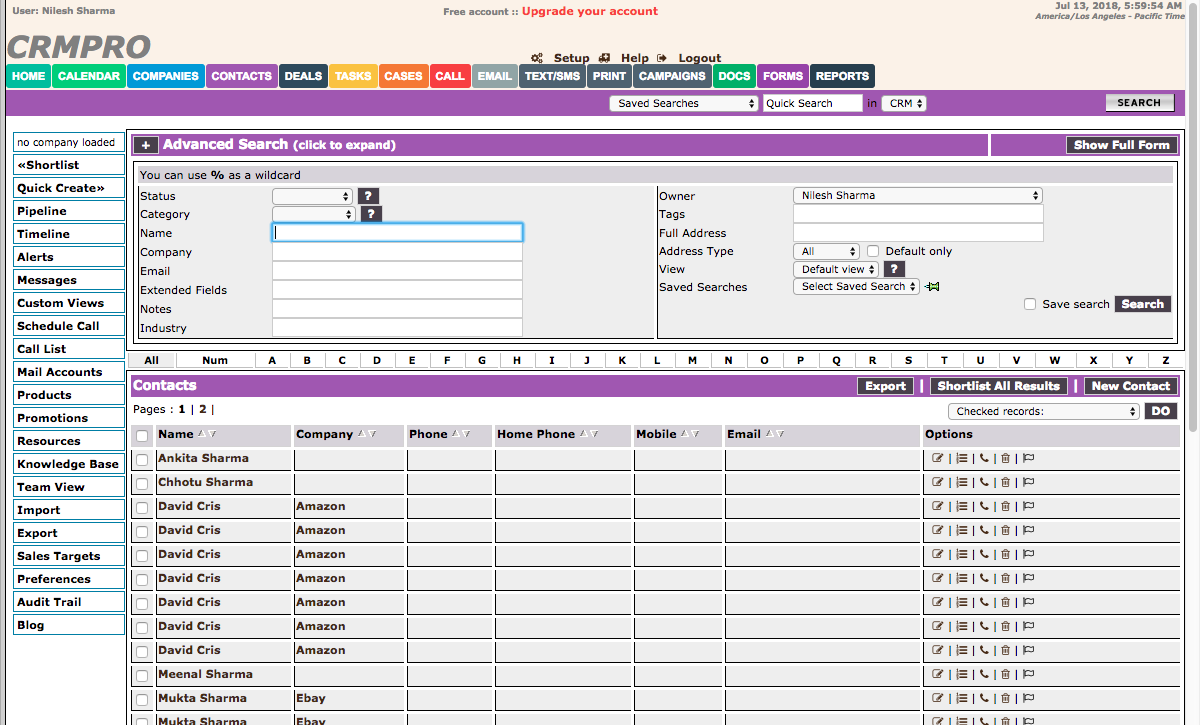 User: Nilesh Sharma
Free account :: Upgrade your account
Jul 13, 2018, 5:59:54 AM
America/Los Angeles - Pacific Time
CRMPRO
Setup Help Logout
HOME CALENDAR COMPANIES CONTACTS DEALS TASKS CASES CALL EMAIL TEXT/SMS PRINT CAMPAIGNS DOCS FORMS REPORTS
Saved Searches Quick Search in CRM SEARCH
no company loaded
«Shortlist
Quick Create»
Pipeline
Timeline
Alerts
Messages
Custom Views
Schedule Call
Call List
Mail Accounts
Products
Promotions
Resources
Knowledge Base
Team View
Import
Export
Sales Targets
Preferences
Audit Trail
Blog
+ Advanced Search (click to expand) Show Full Form
You can use % as a wildcard
Status ?
Category ?
Name
Company
Email
Extended Fields
Notes
Industry
Owner Nilesh Sharma
Tags
Full Address
Address Type All Default only
View Default view ?
Saved Searches Select Saved Search
Save search Search
All Num A B C D E F G H I J K L M N O P Q R S T U V W X Y Z
Contacts Export | Shortlist All Results | New Contact
Pages : 1 | 2 |
Checked records: DO
Name Company Phone Home Phone Mobile Email Options
Ankita Sharma | | | |
Chhotu Sharma | | | |
David Cris Amazon | | | |
David Cris Amazon | | | |
David Cris Amazon | | | |
David Cris Amazon | | | |
David Cris Amazon | | | |
David Cris Amazon | | | |
David Cris Amazon | | | |
Meenal Sharma | | | |
Mukta Sharma Ebay | | | |
Mukta Sharma Ebay | | | |